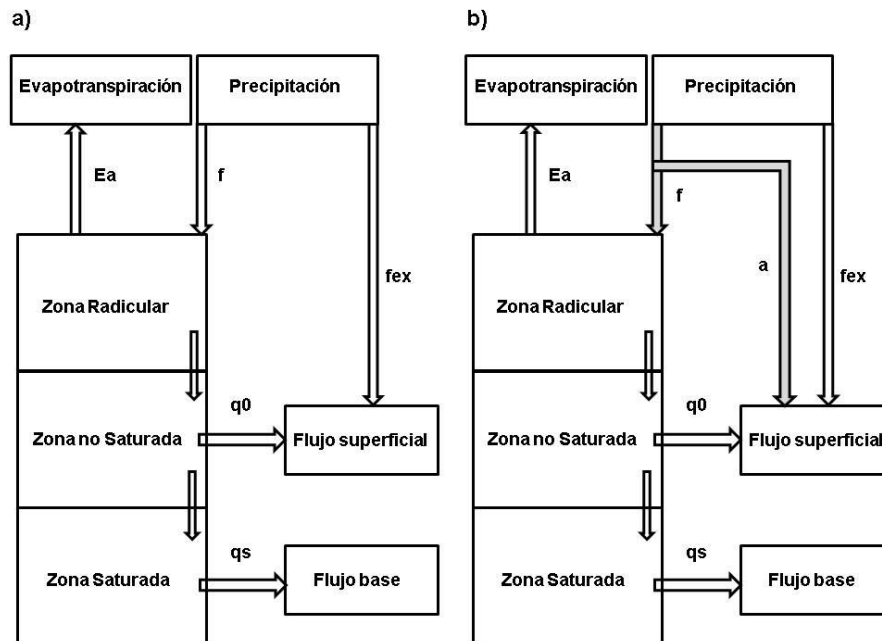 a)
Evapotranspiración
Precipitación
Ea
f
Zona Radicular
fex
q0
Zona no Saturada
Flujo superficial
qs
Zona Saturada
Flujo base
b)
Evapotranspiración
Precipitación
Ea
f
a
fex
Zona Radicular
q0
Zona no Saturada
Flujo superficial
qs
Zona Saturada
Flujo base